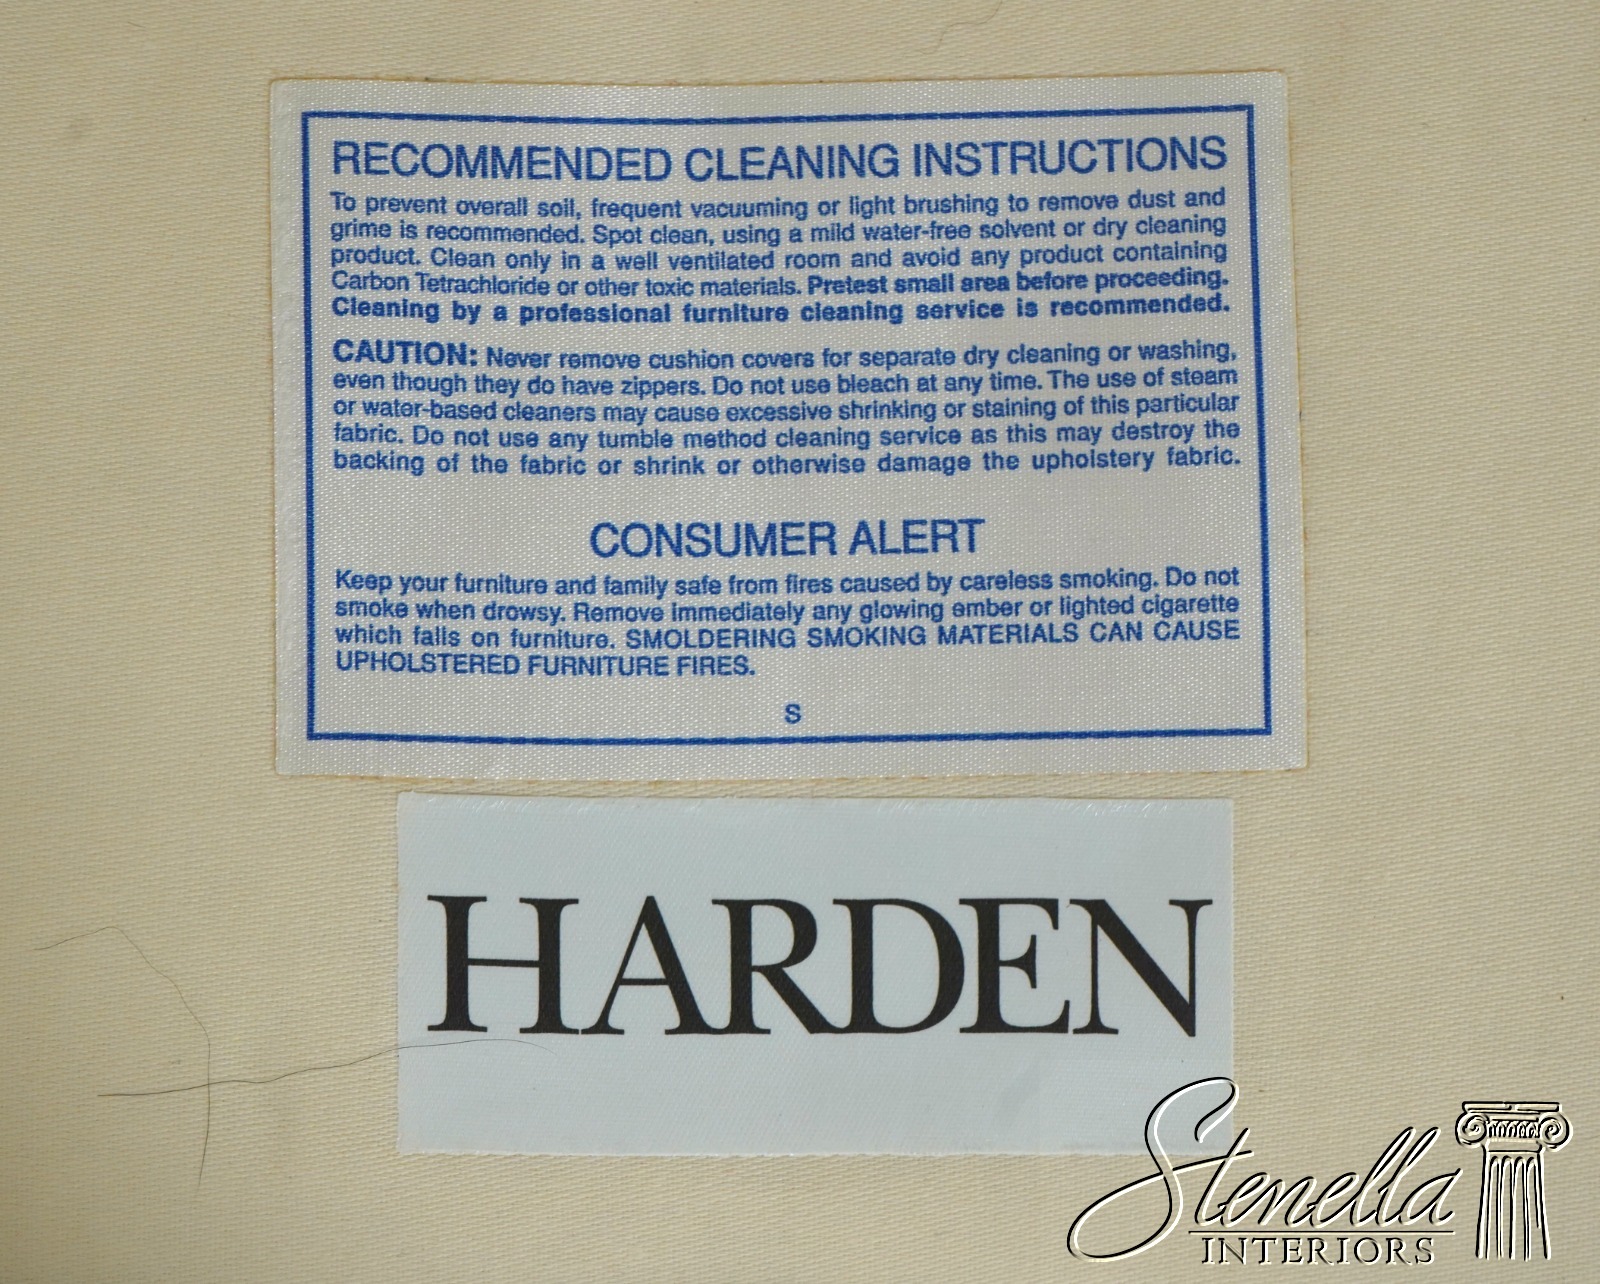 RECOMMENDED CLEANING INSTRUCTIONS
To prevent overall soil, frequent vacuuming or light brushing to remove dust and
grime is recommended. Spot clean, using a mild water-free solvent or dry cleaning
product. Clean only in a well ventilated room and avoid any product containing
Carbon Tetrachloride or other toxic materials. Pretest small area before proceeding.
Cleaning by a professional furniture cleaning service is recommended.
CAUTION: Never remove cushion covers for separate dry cleaning or washing,
even though they do have zippers. Do not use bleach at any time. The use of steam
or water-based cleaners may cause excessive shrinking or staining of this particular
fabric. Do not use any tumble method cleaning service as this may destroy the
backing of the fabric or shrink or otherwise damage the upholstery fabric.
CONSUMER ALERT
Keep your furniture and family safe from fires caused by careless smoking. Do not
smoke when drowsy. Remove immediately any glowing ember or lighted cigarette
which falls on furniture. SMOLDERING SMOKING MATERIALS CAN CAUSE
UPHOLSTERED FURNITURE FIRES.
S
HARDEN
Stenella
INTERIORS